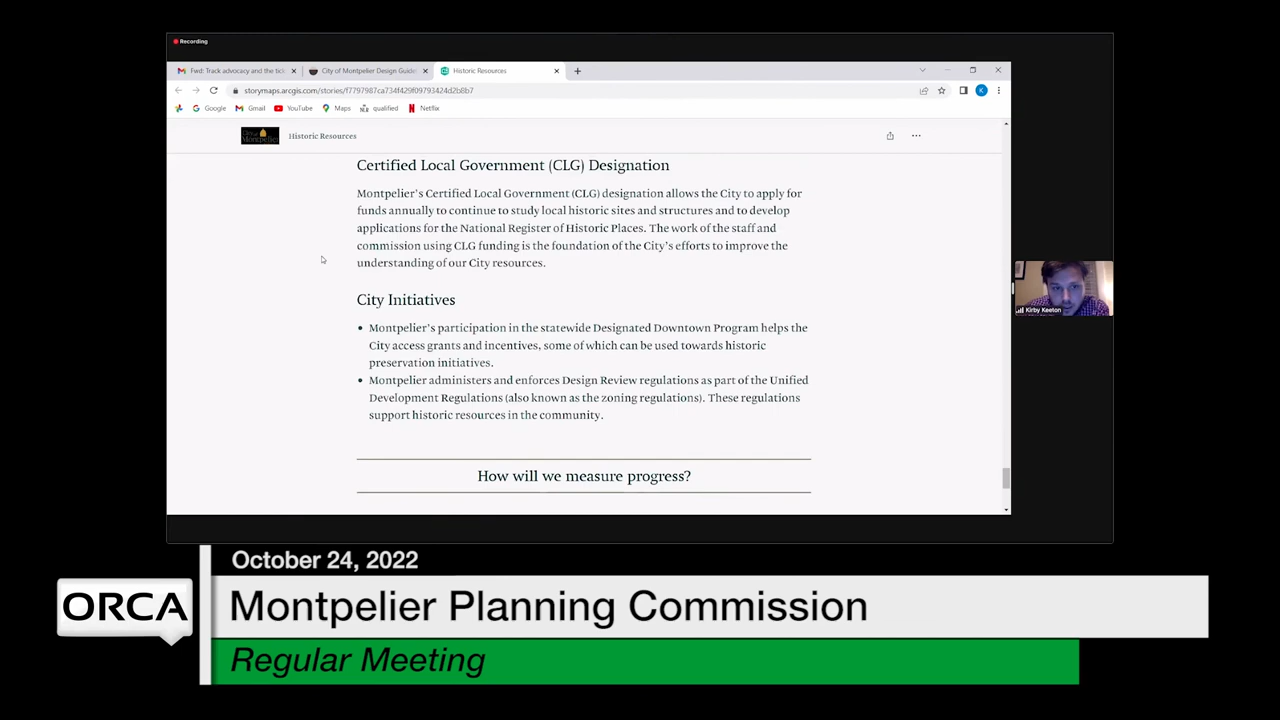 Recording
Fwd: Track advocacy and the tick
City of Montpelier Design Guide
Historic Resources
storymaps.arcgis.com/stories/f7797987ca734f429f09793424d2b8b7
K
Google
Gmail
YouTube
Maps
qualified
Netflix
Montpelier
Historic Resources
Certified Local Government (CLG) Designation
Montpelier's Certified Local Government (CLG) designation allows the City to apply for
funds annually to continue to study local historic sites and structures and to develop
applications for the National Register of Historic Places. The work of the staff and
commission using CLG funding is the foundation of the City's efforts to improve the
understanding of our City resources.
City Initiatives
• Montpelier's participation in the statewide Designated Downtown Program helps the
City access grants and incentives, some of which can be used towards historic
preservation initiatives.
• Montpelier administers and enforces Design Review regulations as part of the Unified
Development Regulations (also known as the zoning regulations). These regulations
support historic resources in the community.
How will we measure progress?
Kirby Keeton
October 24, 2022
ORCA
Montpelier Planning Commission
Regular Meeting